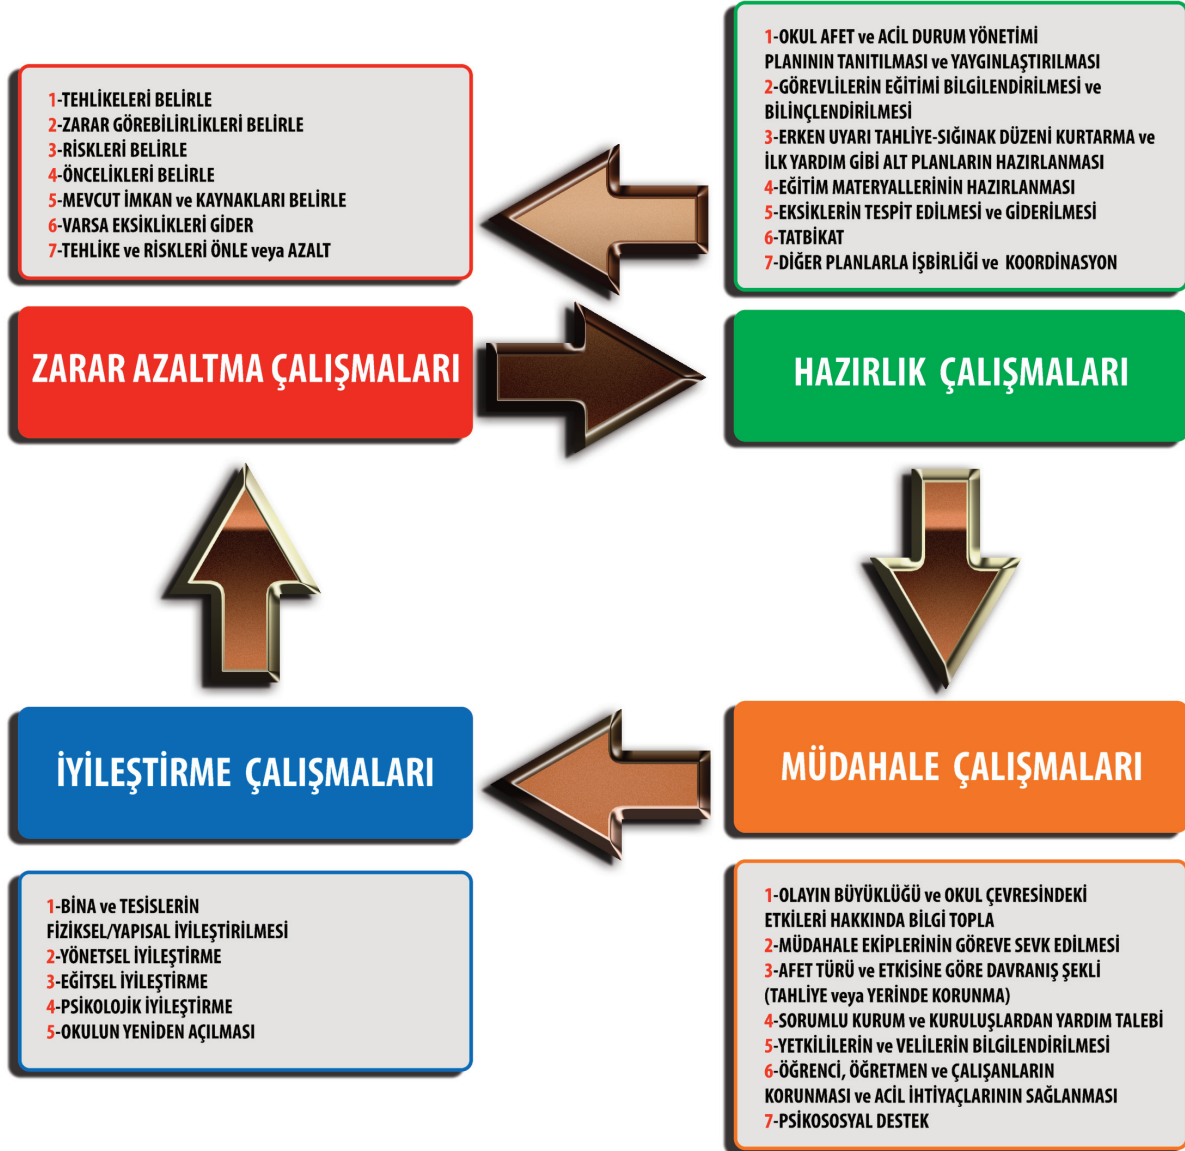 1-TEHLİKELERİ BELİRLE
2-ZARAR GÖREBİLİRLİKLERİ BELİRLE
3-RİSKLERİ BELİRLE
4-ÖNCELİKLERİ BELİRLE
5-MEVCUT İMKAN ve KAYNAKLARI BELİRLE
6-VARSA EKSİKLİKLERİ GİDER
7-TEHLİKE ve RİSKLERİ ÖNLE veya AZALT
ZARAR AZALTMA ÇALIŞMALARI
1-OKUL AFET ve ACİL DURUM YÖNETİMİ
PLANININ TANITILMASI ve YAYGINLAŞTIRILMASI
2-GÖREVLİLERİN EĞİTİMİ BİLGİLENDİRİLMESİ ve
BİLİNÇLENDİRİLMESİ
3-ERKEN UYARI TAHLİYE-SIĞINAK DÜZENİ KURTARMA ve
İLK YARDIM GİBİ ALT PLANLARIN HAZIRLANMASI
4-EĞİTİM MATERYALLERİNİN HAZIRLANMASI
5-EKSİKLERİN TESPİT EDİLMESİ ve GİDERİLMESİ
6-TATBİKAT
7-DİĞER PLANLARLA İŞBİRLİĞİ ve KOORDİNASYON
HAZIRLIK ÇALIŞMALARI
MÜDAHALE ÇALIŞMALARI
1-OLAYIN BÜYÜKLÜĞÜ ve OKUL ÇEVRESİNDEKİ
ETKİLERİ HAKKINDA BİLGİ TOPLA
2-MÜDAHALE EKİPLERİNİN GÖREVE SEVK EDİLMESİ
3-AFET TÜRÜ ve ETKİSİNE GÖRE DAVRANIŞ ŞEKLİ
(TAHLİYE veya YERİNDE KORUNMA)
4-SORUMLU KURUM ve KURULUŞLARDAN YARDIM TALEBİ
5-YETKİLİLERİN ve VELİLERİN BİLGİLENDİRİLMESİ
6-ÖĞRENCİ, ÖĞRETMEN ve ÇALIŞANLARIN
KORUNMASI ve ACİL İHTİYAÇLARININ SAĞLANMASI
7-PSİKOSOSYAL DESTEK
İYİLEŞTİRME ÇALIŞMALARI
1-BİNA ve TESİSLERİN
FİZİKSEL/YAPISAL İYİLEŞTİRİLMESİ
2-YÖNETSEL İYİLEŞTİRME
3-EĞİTSEL İYİLEŞTİRME
4-PSİKOLOJİK İYİLEŞTİRME
5-OKULUN YENİDEN AÇILMASI